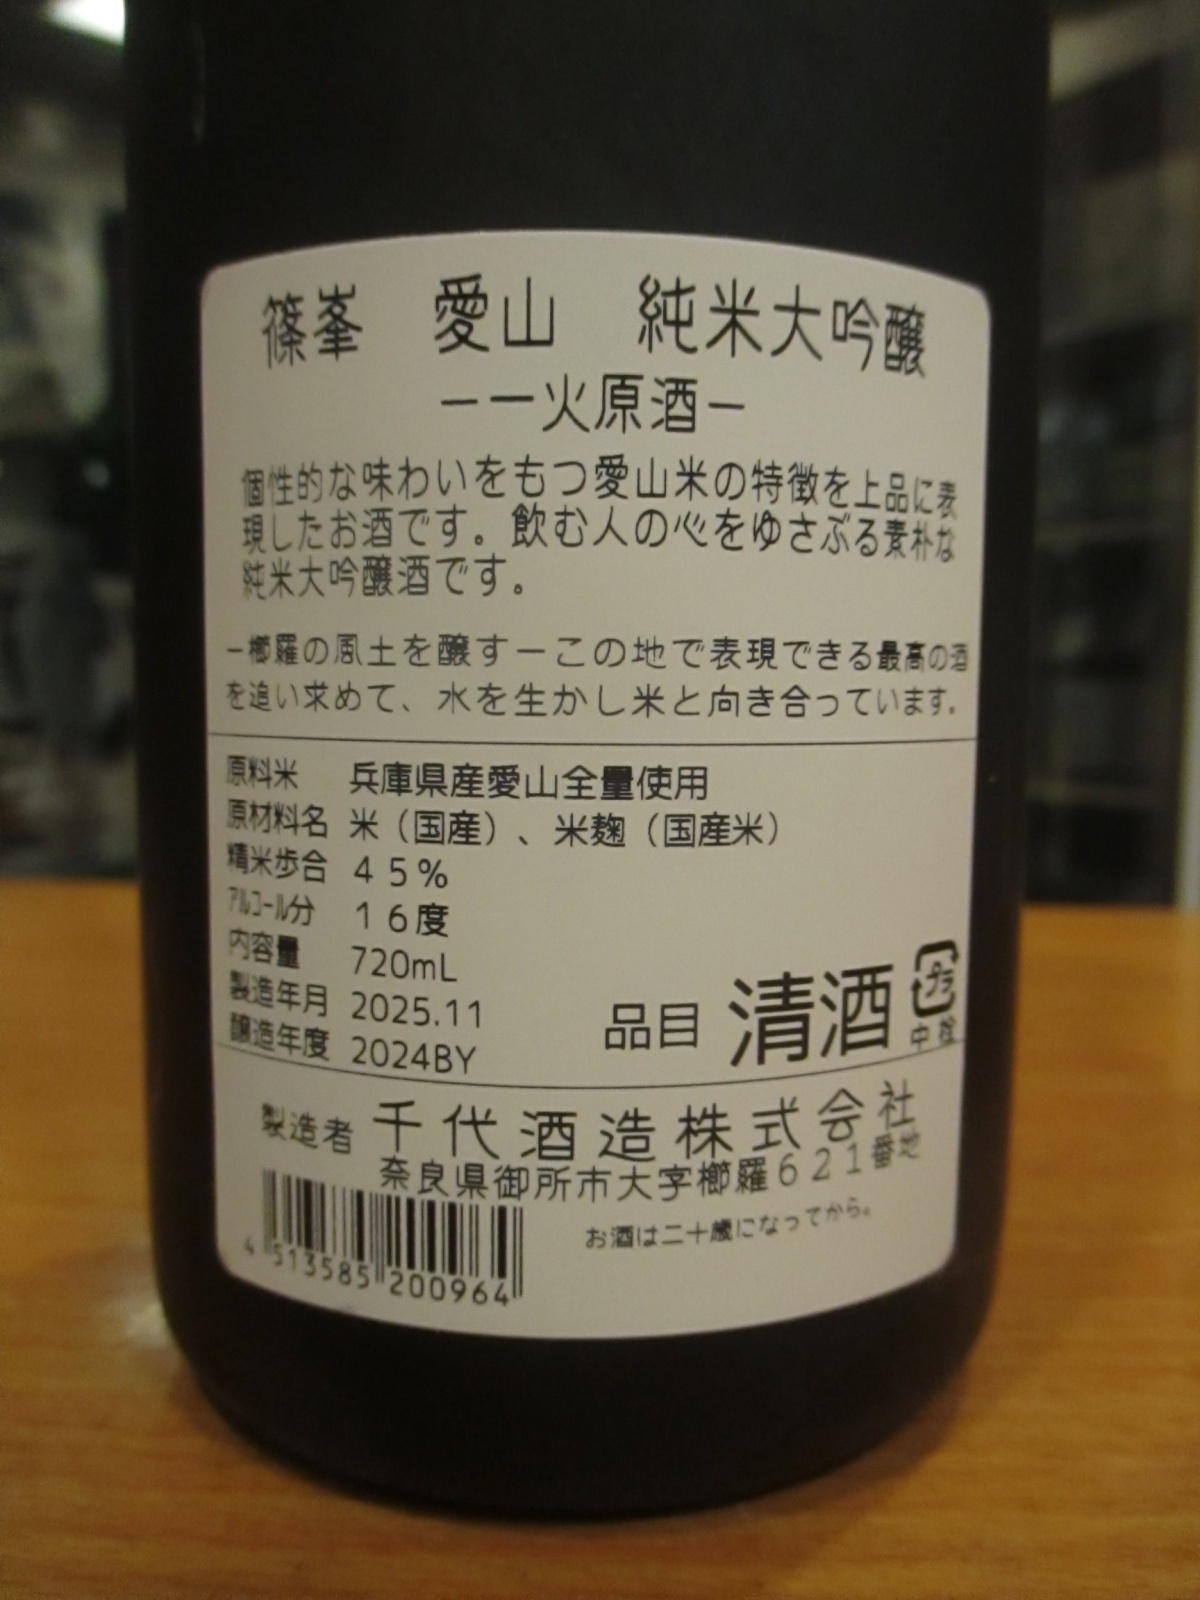 篠峯　愛山　純米大吟醸
－一火原酒－
個性的な味わいをもつ愛山米の特徴を上品に表
現したお酒です。飲む人の心をゆさぶる素朴な
純米大吟醸酒です。
－櫛羅の風土を醸す－この地で表現できる最高の酒
を追い求めて、水を生かし米と向き合っています。
原料米　兵庫県産愛山全量使用
原材料名　米（国産）、米麹（国産米）
精米歩合　４５％
アルコール分　１６度
内容量　720mL
製造年月　2025.11
醸造年度　2024BY
品目　清酒
プラ
中栓
製造者　千代酒造株式会社
奈良県御所市大字櫛羅６２１番地
お酒は二十歳になってから。
4 513585 200964